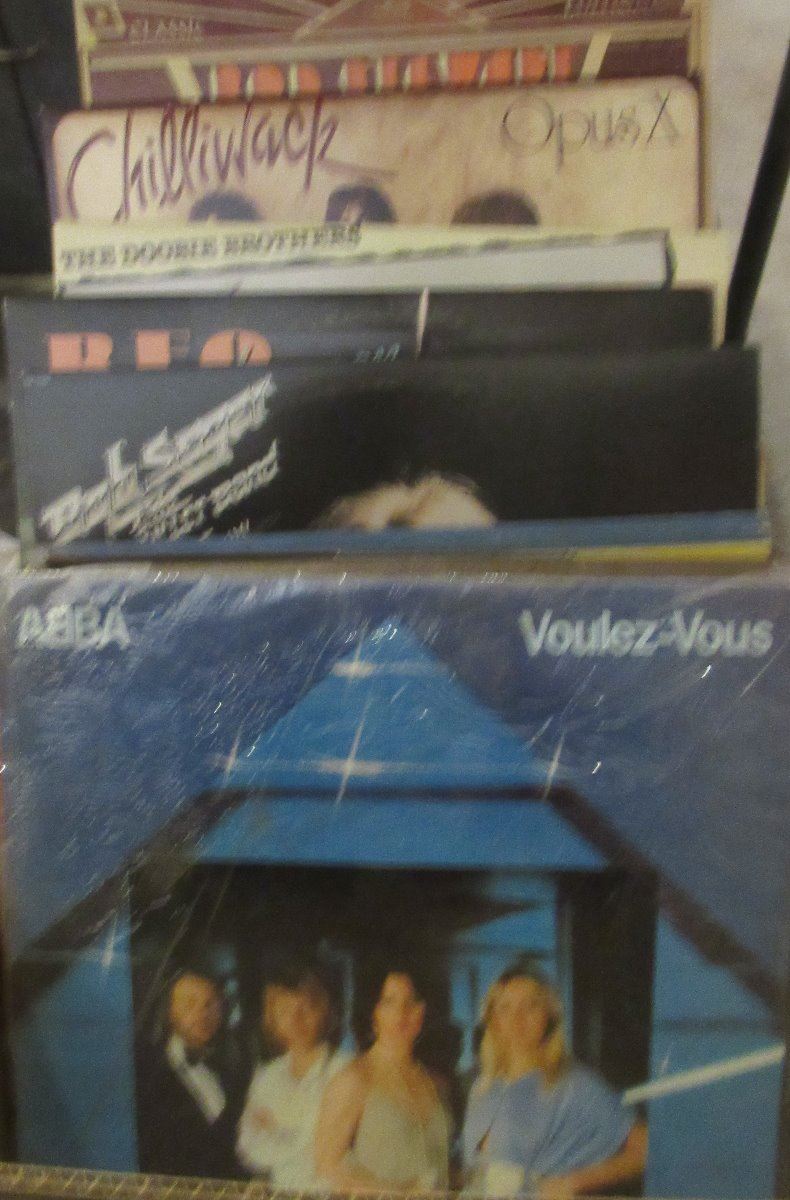 CLASSIC
ROD STEWART
Chilliwack
Opus X
THE DOOBIE BROTHERS
REO
Bob Seger
ABBA
Voulez-Vous